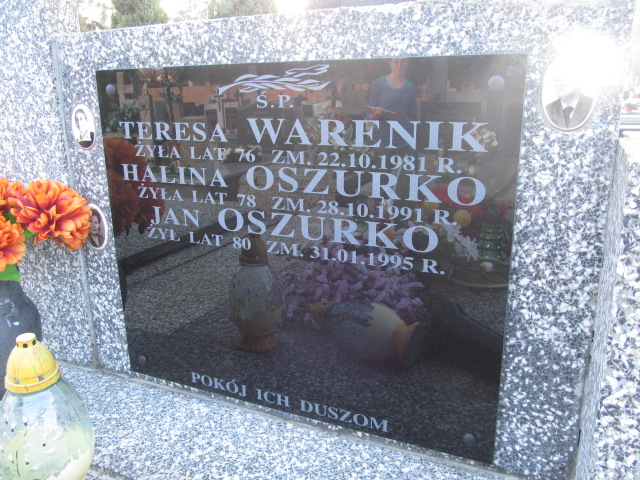 Ś.P.
TERESA WARENIK
ŻYŁA LAT 76 ZM. 22.10.1981 R.
HALINA OSZURKO
ŻYŁA LAT 78 ZM. 28.10.1991 R.
JAN OSZURKO
ŻYŁ LAT 80 ZM. 31.01.1995 R.
POKÓJ ICH DUSZOM